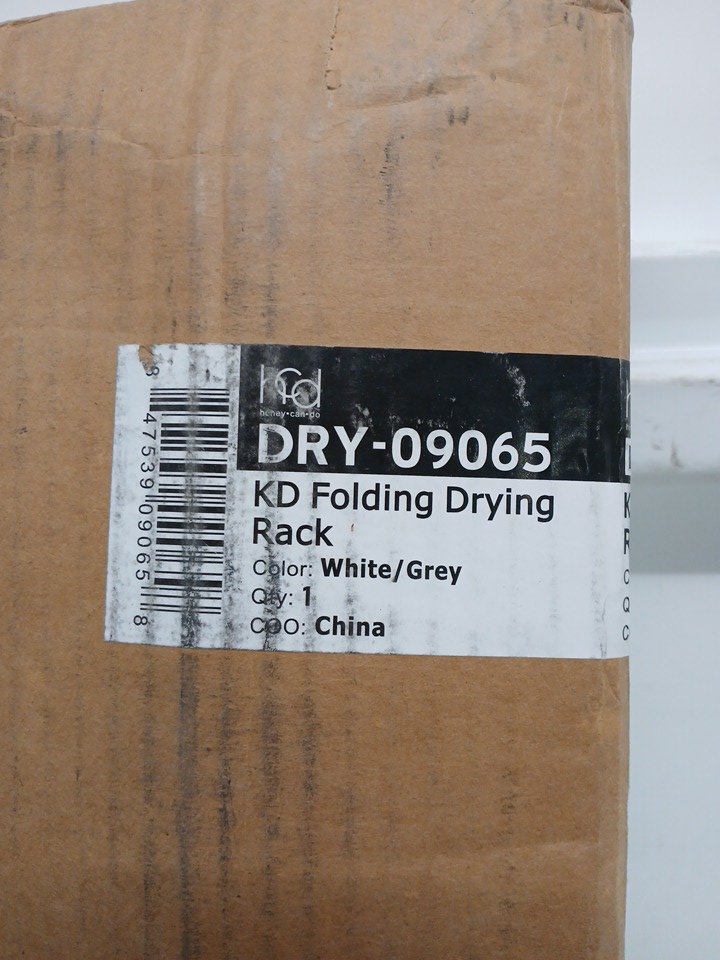 hcd
honey•can•do
DRY-09065
KD Folding Drying
Rack
Color: White/Grey
Qty: 1
COO: China
8 47539 09065 8